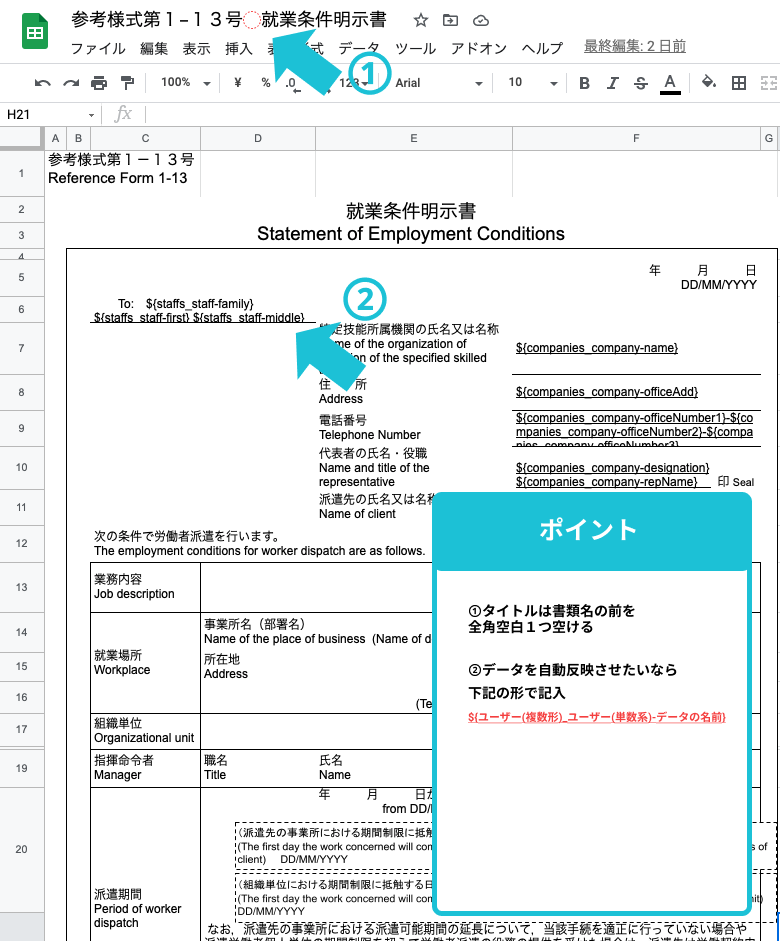 参考様式第１−１３号 就業条件明示書
ファイル 編集 表示 挿入 データ ツール アドオン ヘルプ 最終編集: 2 日前
①
100% ¥ % .0 123 Arial 10 B I S A
H21 fx
A B C D E F G
1 参考様式第１－１３号
Reference Form 1-13
2 就業条件明示書
3 Statement of Employment Conditions
4
5 年 月 日
DD/MM/YYYY
②
6 To: ${staffs_staff-family}
${staffs_staff-first} ${staffs_staff-middle}
7 定技能所属機関の氏名又は名称
me of the organization of
on of the specified skilled
${companies_company-name}
8 住 所
Address
${companies_company-officeAdd}
9 電話番号
Telephone Number
${companies_company-officeNumber1}-${co
mpanies_company-officeNumber2}-${compa
nies_company-officeNumber3}
10 代表者の氏名・役職
Name and title of the
representative
${companies_company-designation}
${companies_company-repName} 印 Seal
11 派遣先の氏名又は名称
Name of client
12 次の条件で労働者派遣を行います。
The employment conditions for worker dispatch are as follows.
13 業務内容
Job description
14 事業所名（部署名）
Name of the place of business (Name of d
就業場所
Workplace
15 所在地
Address
16 (Te
17 組織単位
Organizational unit
19 指揮命令者
Manager
職名
Title
氏名
Name
年 月 日か
from DD/
20 （派遣先の事業所における期間制限に抵触
(The first day the work concerned will com
s of
client) DD/MM/YYYY
（組織単位における期間制限に抵触する日
(The first day the work concerned will con
nit)
DD/MM/YYYY
派遣期間
Period of worker
dispatch
なお、派遣先の事業所における派遣可能期間の延長について、当該手続を適正に行っていない場合や
ポイント
①タイトルは書類名の前を
全角空白１つ空ける
②データを自動反映させたいなら
下記の形で記入
${ユーザー(複数形)_ユーザー(単数系)-データの名前}